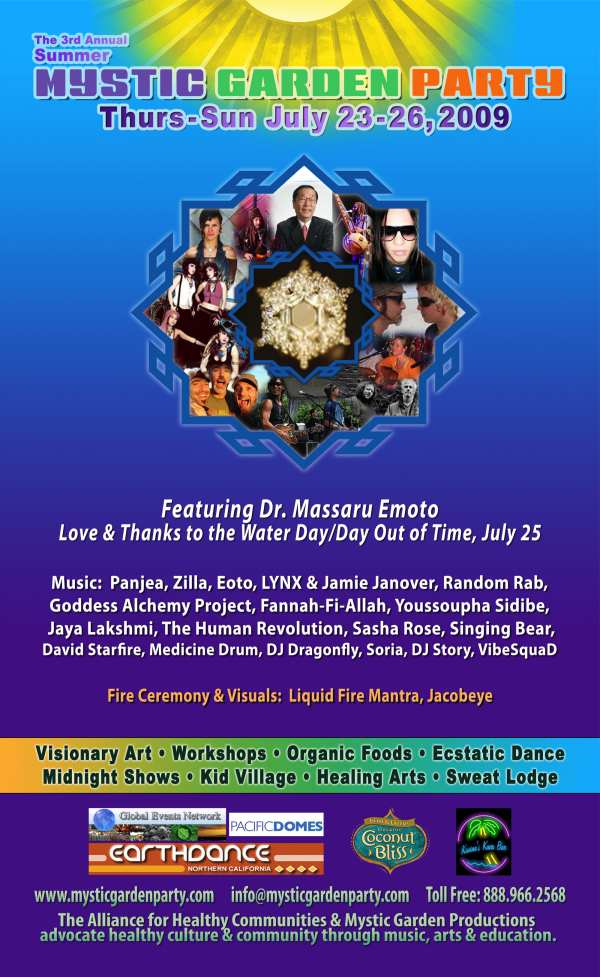 The 3rd Annual
Summer
MYSTIC GARDEN PARTY
Thurs-Sun July 23-26, 2009
Featuring Dr. Massaru Emoto
Love & Thanks to the Water Day/Day Out of Time, July 25
Music: Panjea, Zilla, Eoto, LYNX & Jamie Janover, Random Rab,
Goddess Alchemy Project, Fannah-Fi-Allah, Youssoupha Sidibe,
Jaya Lakshmi, The Human Revolution, Sasha Rose, Singing Bear,
David Starfire, Medicine Drum, DJ Dragonfly, Soria, DJ Story, VibeSquaD
Fire Ceremony & Visuals: Liquid Fire Mantra, Jacobeye
Visionary Art • Workshops • Organic Foods • Ecstatic Dance
Midnight Shows • Kid Village • Healing Arts • Sweat Lodge
Global Events Network
PACIFIC DOMES
EARTHDANCE
NORTHERN CALIFORNIA
Coconut
Bliss
Kava Bar
www.mysticgardenparty.com info@mysticgardenparty.com Toll Free: 888.966.2568
The Alliance for Healthy Communities & Mystic Garden Productions
advocate healthy culture & community through music, arts & education.